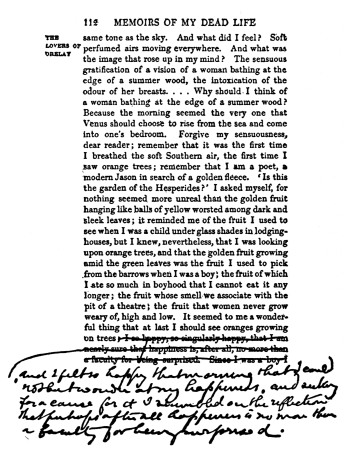 112 MEMOIRS OF MY DEAD LIFE
THE
LOVERS OF
ORELAY
same tone as the sky. And what did I feel? Soft
perfumed airs moving everywhere. And what was
the image that rose up in my mind? The sensuous
gratification of a vision of a woman bathing at the
edge of a summer wood, the intoxication of the
odour of her breasts. . . . Why should I think of
a woman bathing at the edge of a summer wood?
Because the morning seemed the very one that
Venus should choose to rise from the sea and come
into one's bedroom. Forgive my sensuousness,
dear reader; remember that it was the first time
I breathed the soft Southern air, the first time I
saw orange trees; remember that I am a poet, a
modern Jason in search of a golden fleece. 'Is this
the garden of the Hesperides?' I asked myself, for
nothing seemed more unreal than the golden fruit
hanging like balls of yellow worsted among dark and
sleek leaves; it reminded me of the fruit I used to
see when I was a child under glass shades in lodging-
houses, but I knew, nevertheless, that I was looking
upon orange trees, and that the golden fruit growing
amid the green leaves was the fruit I used to pick
from the barrows when I was a boy; the fruit of which
I ate so much in boyhood that I cannot eat it any
longer; the fruit whose smell we associate with the
pit of a theatre; the fruit that women never grow
weary of, high and low. It seemed to me a wonder-
ful thing that at last I should see oranges growing
on trees; I so happy, so singularly happy, that I am
nearly sure that happiness is, after all, no more than
a faculty for being surprised. Since I was a boy I
and I felt so happy that morning that I could
not but wonder at my happiness, and
for a cause for it I stumbled on the reflection
that perhaps after all happiness is no more than
a faculty for being surprised.